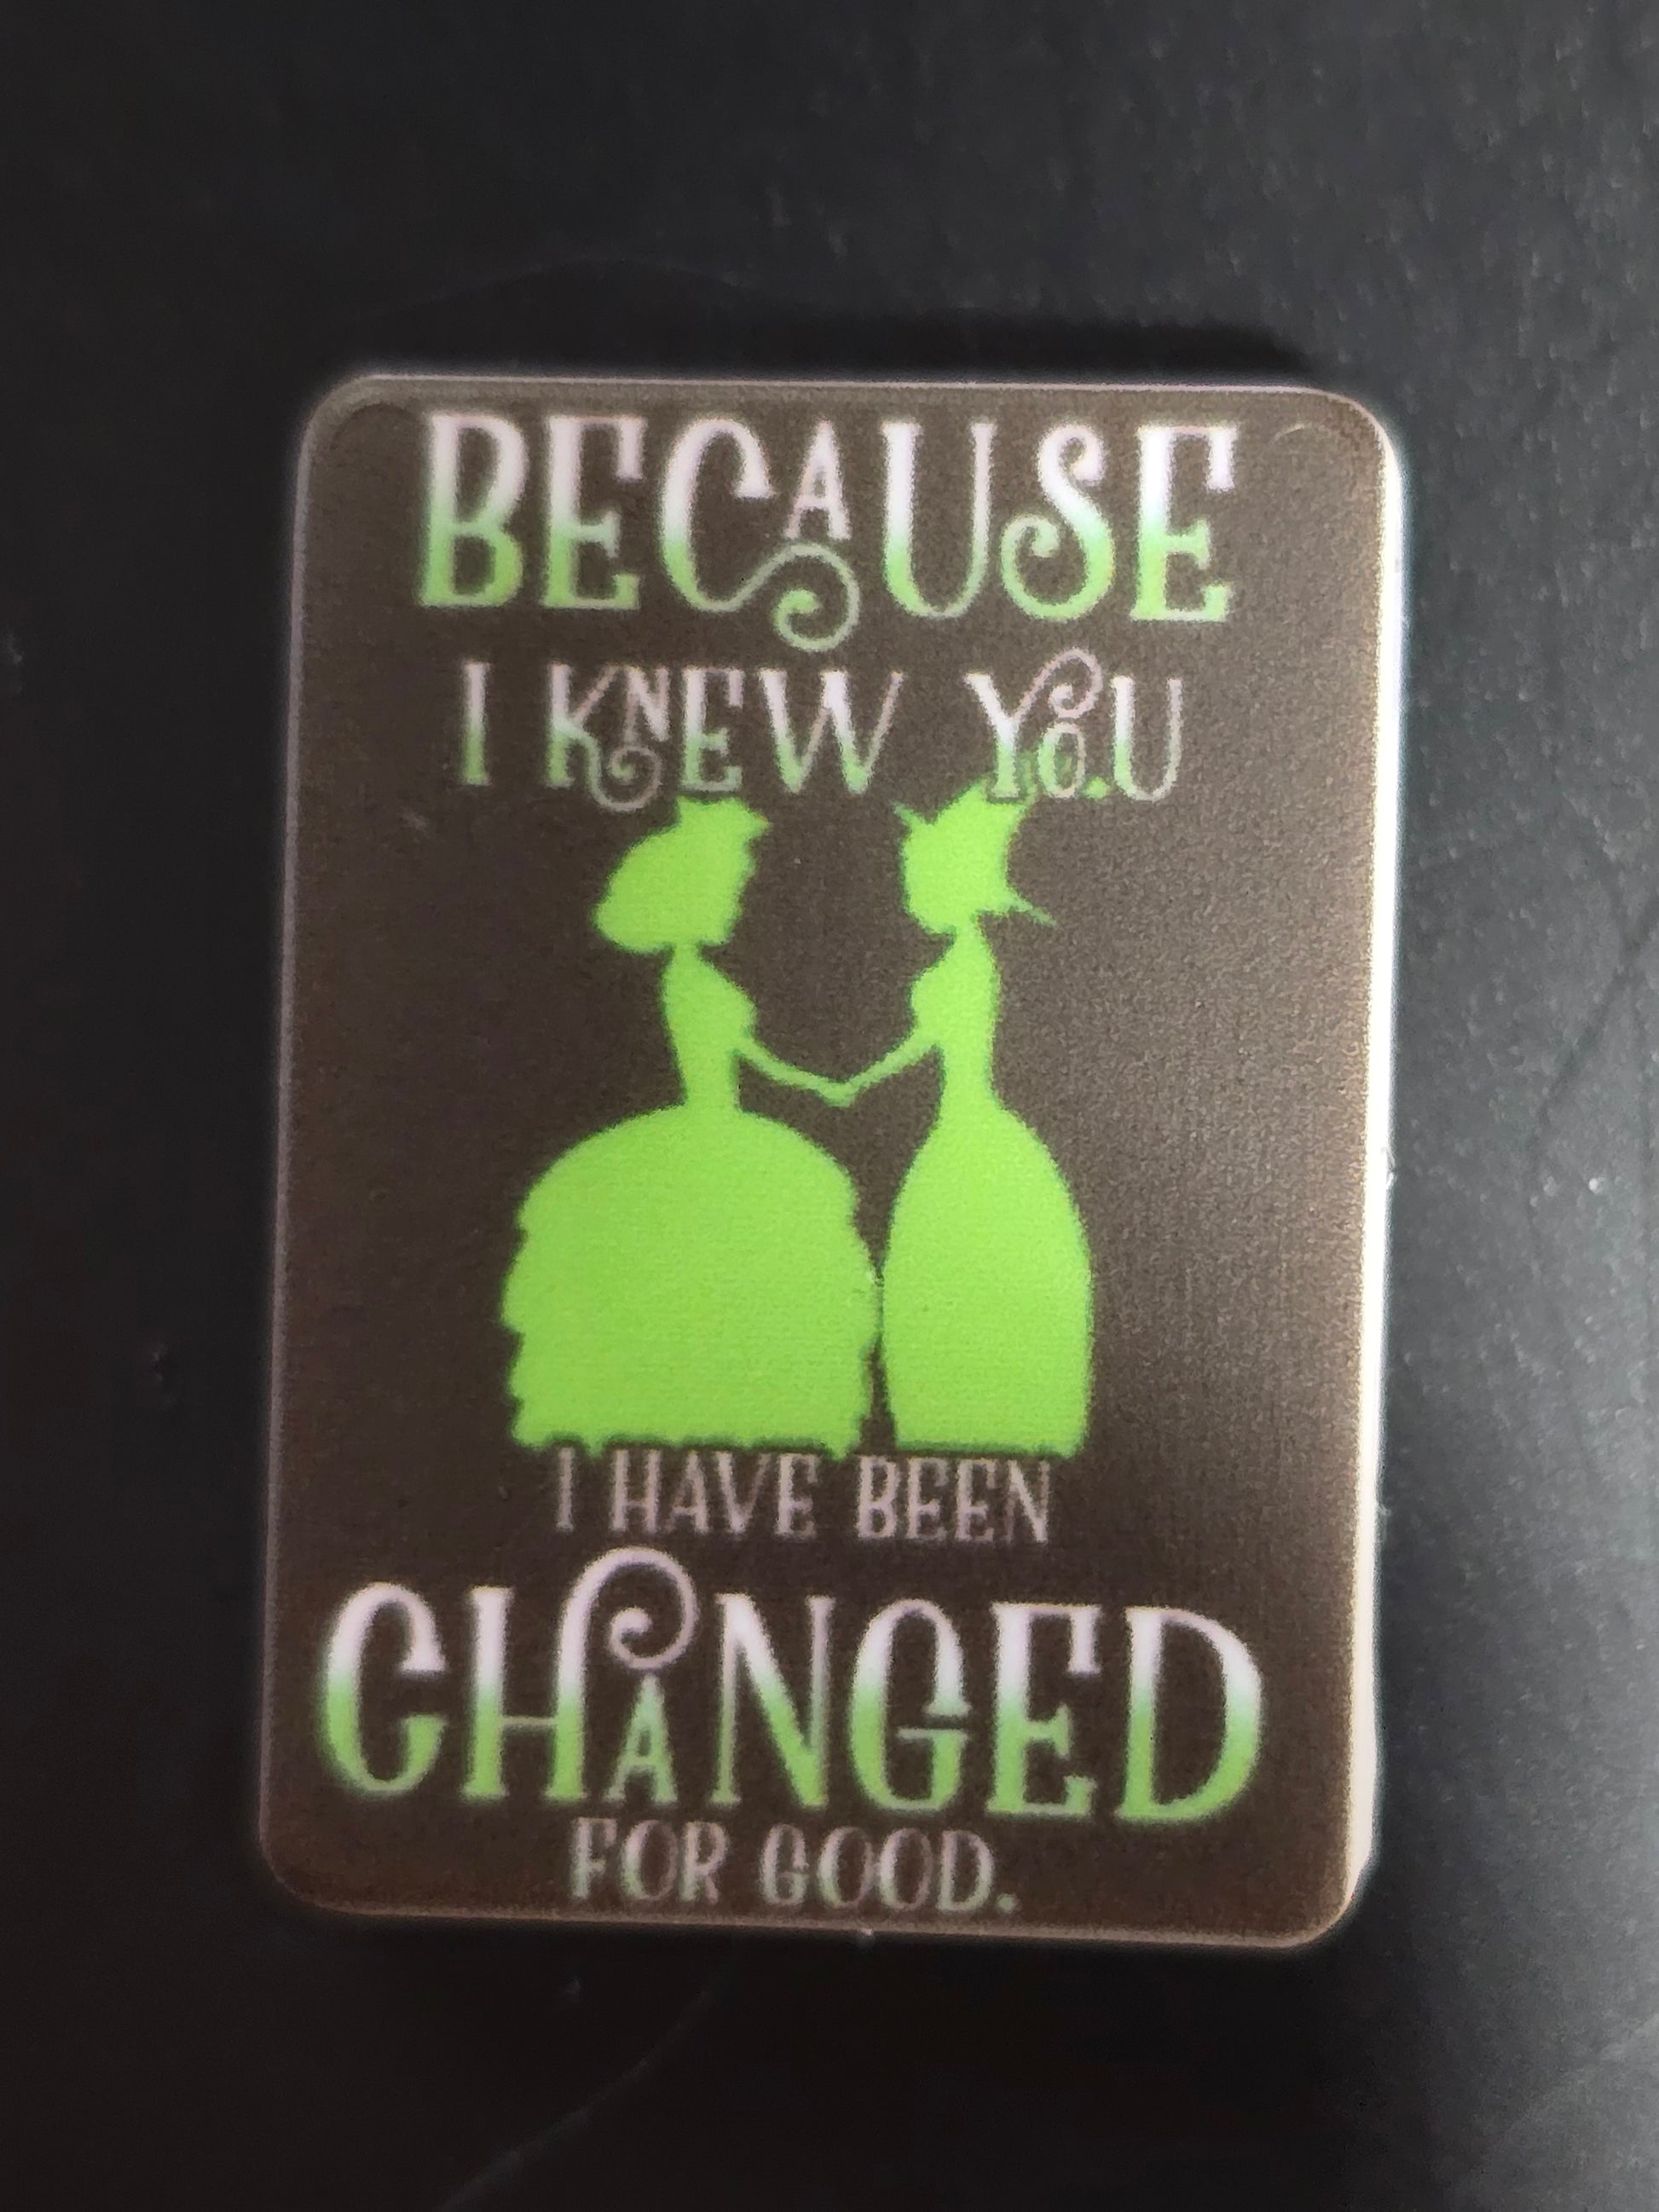 BECAUSE
I KNEW YOU
I HAVE BEEN
CHANGED
FOR GOOD.